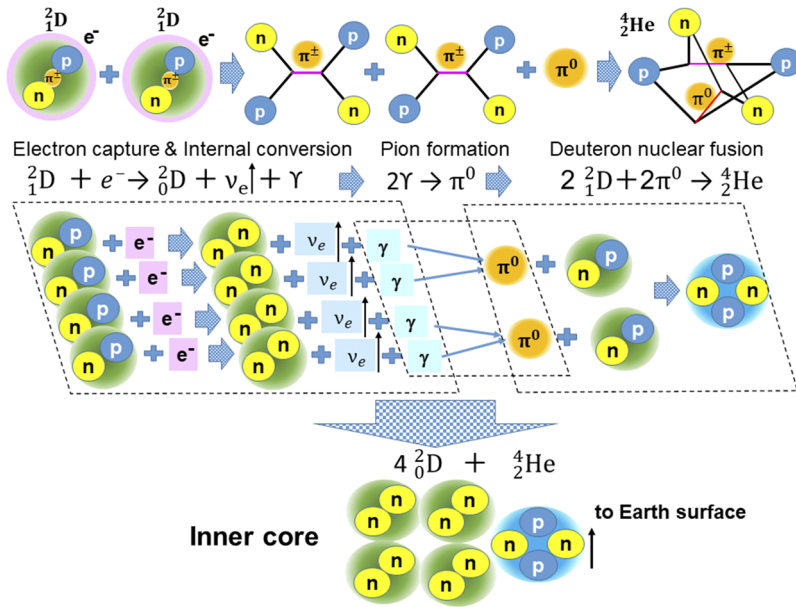 ²₁D e⁻ ²₁D e⁻ ⁴₂He
p π± n + p π± n n π± p p n + n π± p p n + π⁰ n π± p p π⁰ n
Electron capture & Internal conversion Pion formation Deuteron nuclear fusion
²₁D + e⁻ → ²₀D + νₑ↑ + ϒ 2ϒ → π⁰ 2 ²₁D + 2π⁰ → ⁴₂He
p n + e⁻ n n + νₑ + γ π⁰ + p n
p n + e⁻ n n + νₑ + γ p n n p
p n + e⁻ n n + νₑ + γ π⁰ + p n
p n + e⁻ n n + νₑ + γ
4 ²₀D + ⁴₂He
n n n n to Earth surface
Inner core p n n p
n n n n